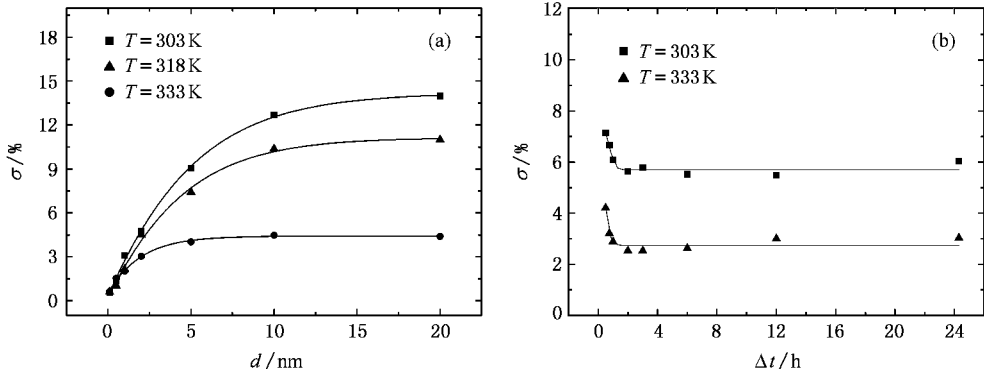 (a)
T = 303 K
T = 318 K
T = 333 K
σ/%
18
15
12
9
6
3
0
0 5 10 15 20
d/nm
(b)
T = 303 K
T = 333 K
σ/%
12
10
8
6
4
2
0
0 4 8 12 16 20 24
Δt/h